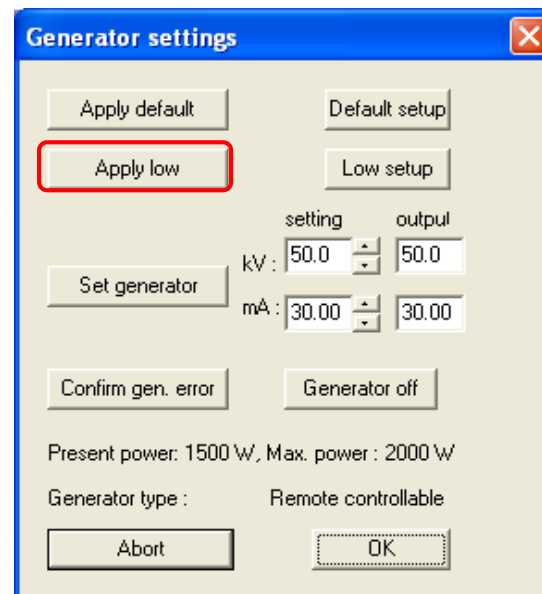 Generator settings
Apply default Default setup
Apply low Low setup
setting output
kV : 50.0 50.0
Set generator
mA : 30.00 30.00
Confirm gen. error Generator off
Present power: 1500 W, Max. power : 2000 W
Generator type : Remote controllable
Abort OK